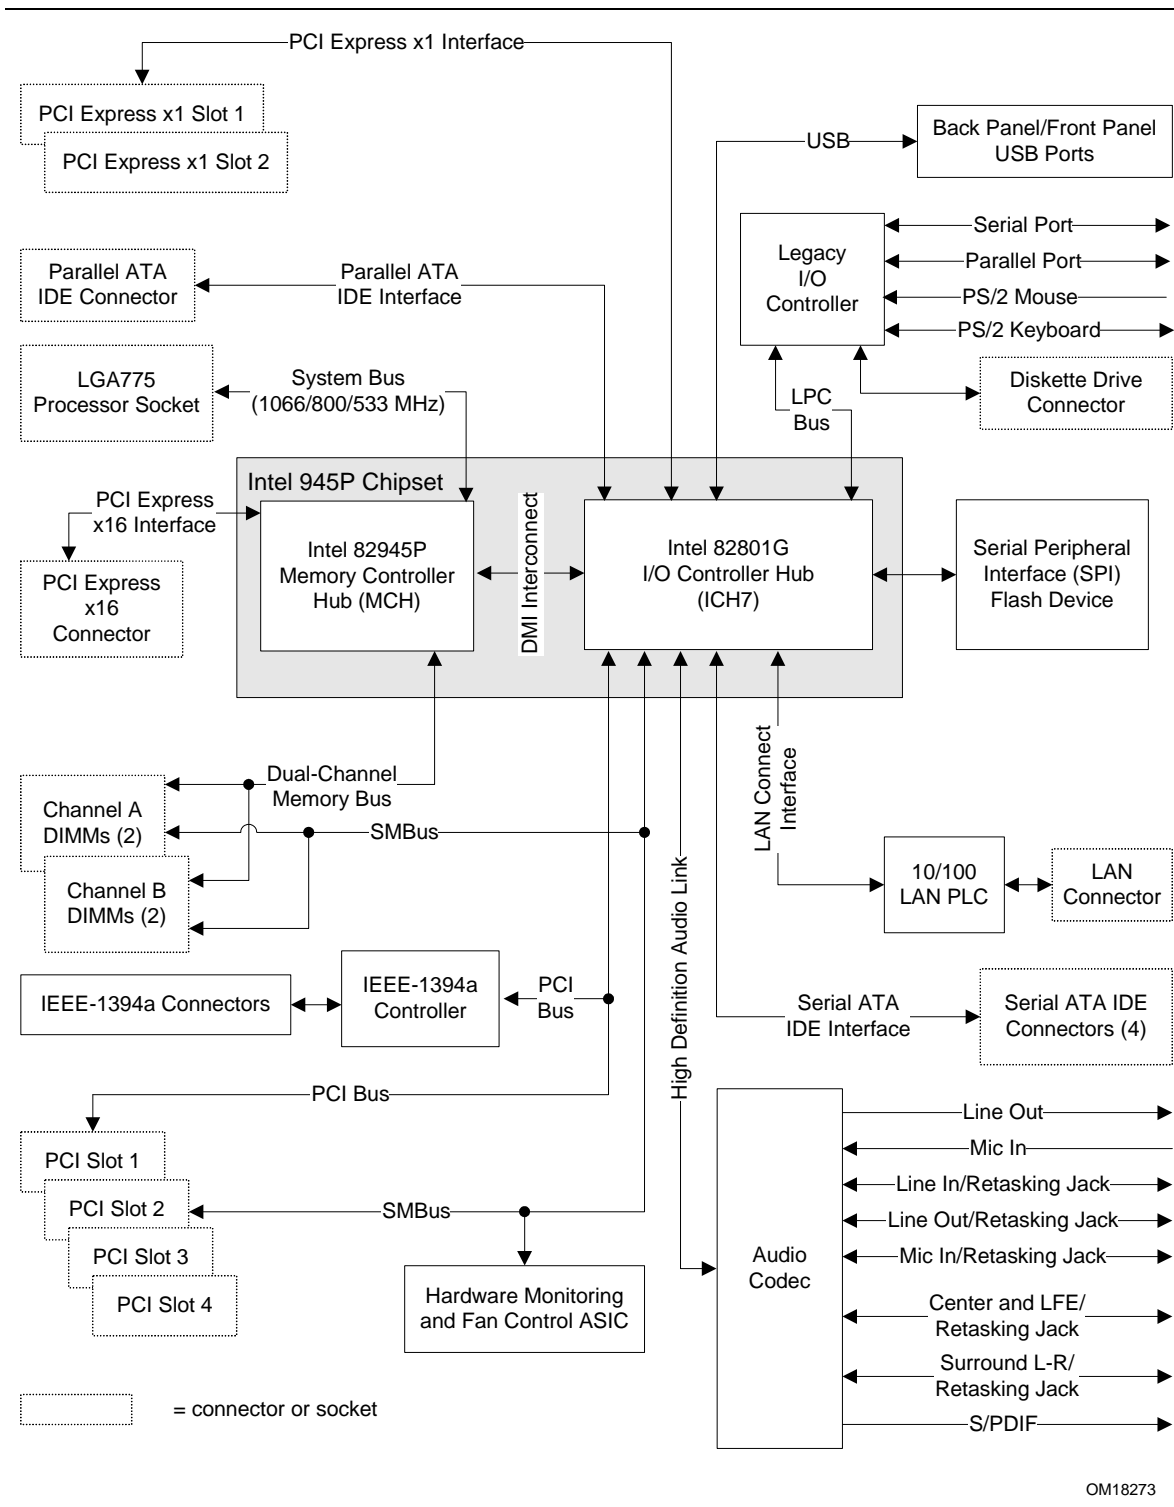 PCI Express x1 Interface
PCI Express x1 Slot 1
PCI Express x1 Slot 2
USB
Back Panel/Front Panel
USB Ports
Legacy
I/O
Controller
Serial Port
Parallel Port
PS/2 Mouse
PS/2 Keyboard
Parallel ATA
IDE Connector
Parallel ATA
IDE Interface
LGA775
Processor Socket
System Bus
(1066/800/533 MHz)
LPC
Bus
Diskette Drive
Connector
Intel 945P Chipset
PCI Express
x16 Interface
PCI Express
x16
Connector
Intel 82945P
Memory Controller
Hub (MCH)
DMI Interconnect
Intel 82801G
I/O Controller Hub
(ICH7)
Serial Peripheral
Interface (SPI)
Flash Device
Dual-Channel
Memory Bus
Channel A
DIMMs (2)
SMBus
Channel B
DIMMs (2)
LAN Connect
Interface
10/100
LAN PLC
LAN
Connector
High Definition Audio Link
IEEE-1394a Connectors
IEEE-1394a
Controller
PCI
Bus
Serial ATA
IDE Interface
Serial ATA IDE
Connectors (4)
PCI Bus
PCI Slot 1
PCI Slot 2
PCI Slot 3
PCI Slot 4
SMBus
Hardware Monitoring
and Fan Control ASIC
Audio
Codec
Line Out
Mic In
Line In/Retasking Jack
Line Out/Retasking Jack
Mic In/Retasking Jack
Center and LFE/
Retasking Jack
Surround L-R/
Retasking Jack
S/PDIF
= connector or socket
OM18273